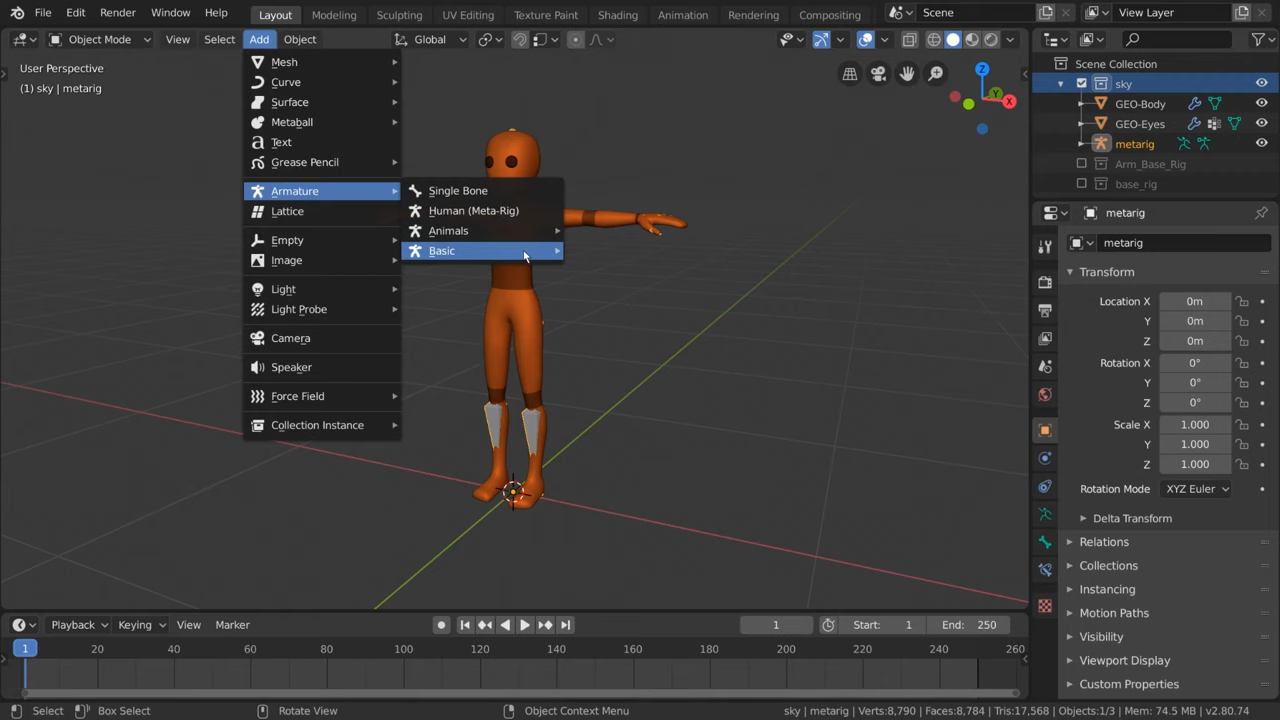 File Edit Render Window Help
Layout Modeling Sculpting UV Editing Texture Paint Shading Animation Rendering Compositing
Scene
View Layer
Object Mode View Select Add Object
Global
User Perspective
(1) sky | metarig
Mesh
Curve
Surface
Metaball
Text
Grease Pencil
Armature
Lattice
Empty
Image
Light
Light Probe
Camera
Speaker
Force Field
Collection Instance
Single Bone
Human (Meta-Rig)
Animals
Basic
Z
Y
X
Scene Collection
sky
GEO-Body
GEO-Eyes
metarig
Arm_Base_Rig
base_rig
metarig
metarig
Transform
Location X 0m
Y 0m
Z 0m
Rotation X 0°
Y 0°
Z 0°
Scale X 1.000
Y 1.000
Z 1.000
Rotation Mode XYZ Euler
Delta Transform
Relations
Collections
Instancing
Motion Paths
Visibility
Viewport Display
Custom Properties
Playback Keying View Marker
1
Start: 1
End: 250
1 20 40 60 80 100 120 140 160 180 200 220 240 260
Select Box Select Rotate View Object Context Menu
sky | metarig | Verts:8,790 | Faces:8,784 | Tris:17,568 | Objects:1/3 | Mem: 74.5 MB | v2.80.74